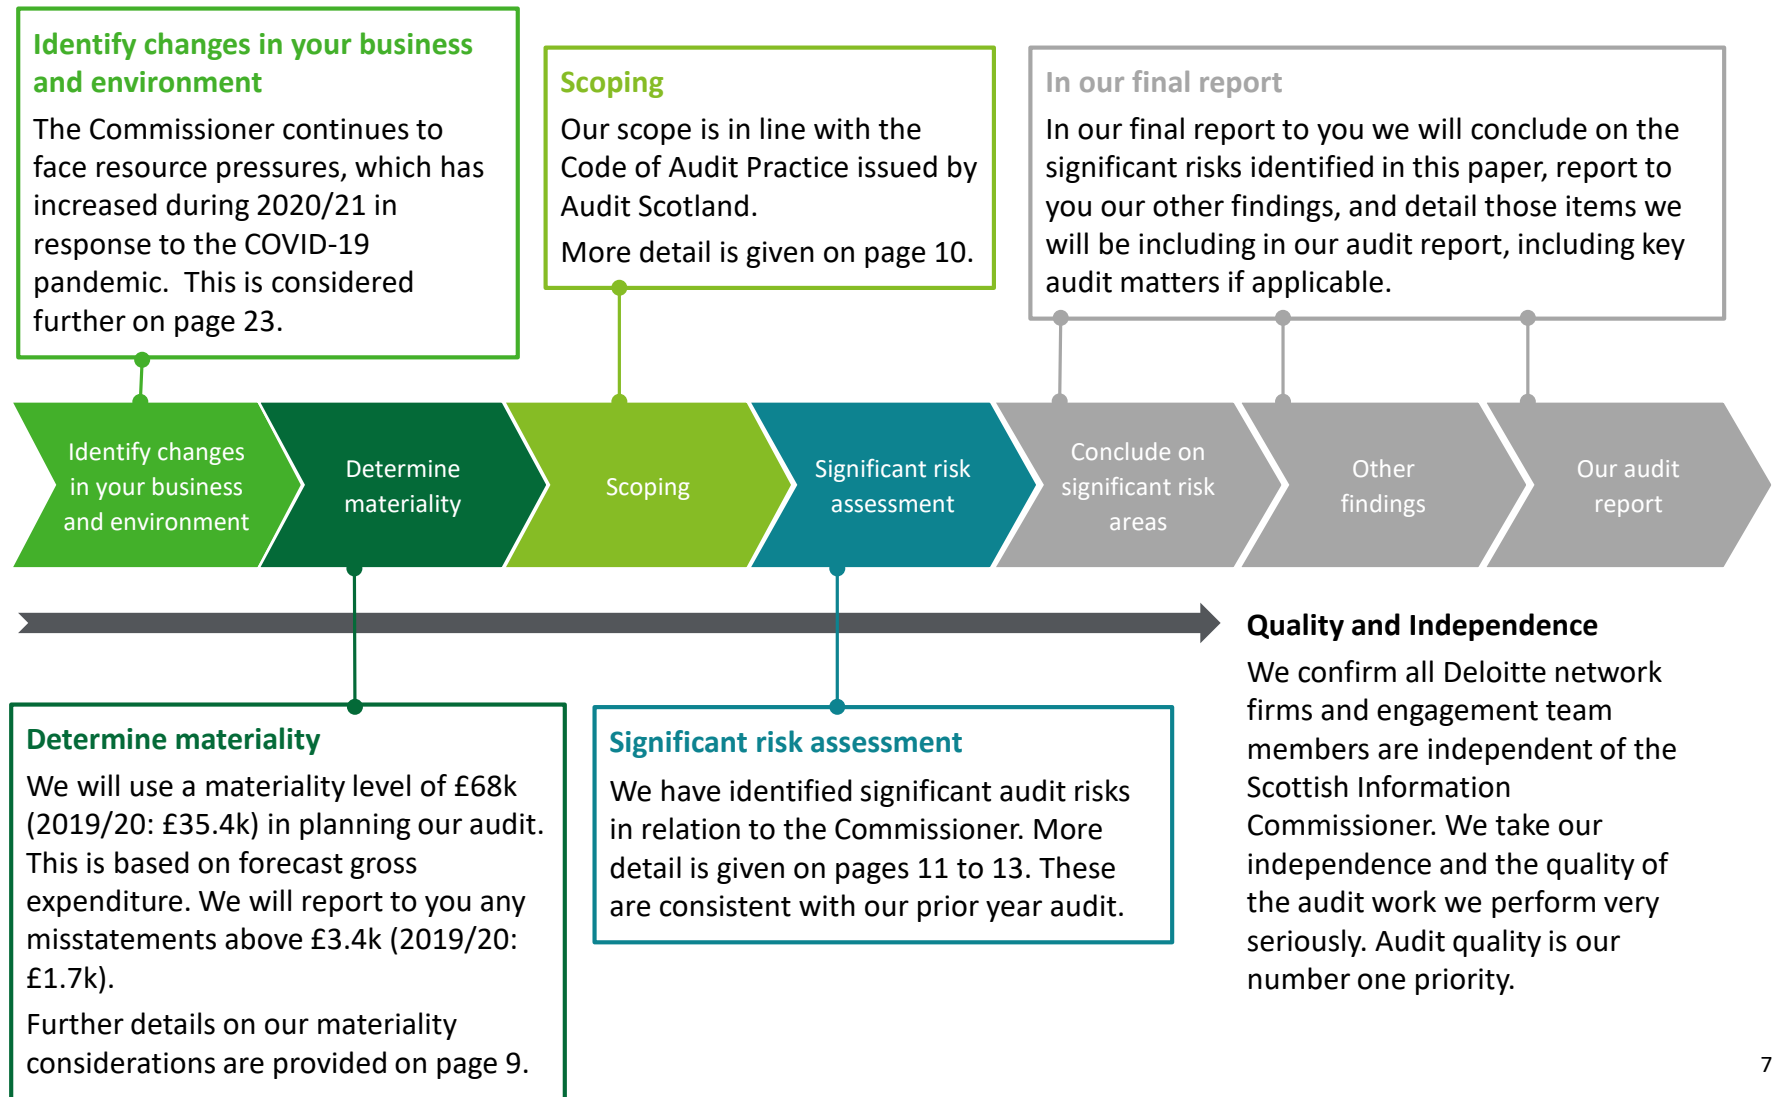 Identify changes in your business
and environment
The Commissioner continues to
face resource pressures, which has
increased during 2020/21 in
response to the COVID-19
pandemic.  This is considered
further on page 23.
Scoping
Our scope is in line with the
Code of Audit Practice issued by
Audit Scotland.
More detail is given on page 10.
In our final report
In our final report to you we will conclude on the
significant risks identified in this paper, report to
you our other findings, and detail those items we
will be including in our audit report, including key
audit matters if applicable.
Identify changes
in your business
and environment
Determine
materiality
Scoping
Significant risk
assessment
Conclude on
significant risk
areas
Other
findings
Our audit
report
Determine materiality
We will use a materiality level of £68k
(2019/20: £35.4k) in planning our audit.
This is based on forecast gross
expenditure. We will report to you any
misstatements above £3.4k (2019/20:
£1.7k).
Further details on our materiality
considerations are provided on page 9.
Significant risk assessment
We have identified significant audit risks
in relation to the Commissioner. More
detail is given on pages 11 to 13. These
are consistent with our prior year audit.
Quality and Independence
We confirm all Deloitte network
firms and engagement team
members are independent of the
Scottish Information
Commissioner. We take our
independence and the quality of
the audit work we perform very
seriously. Audit quality is our
number one priority.
7